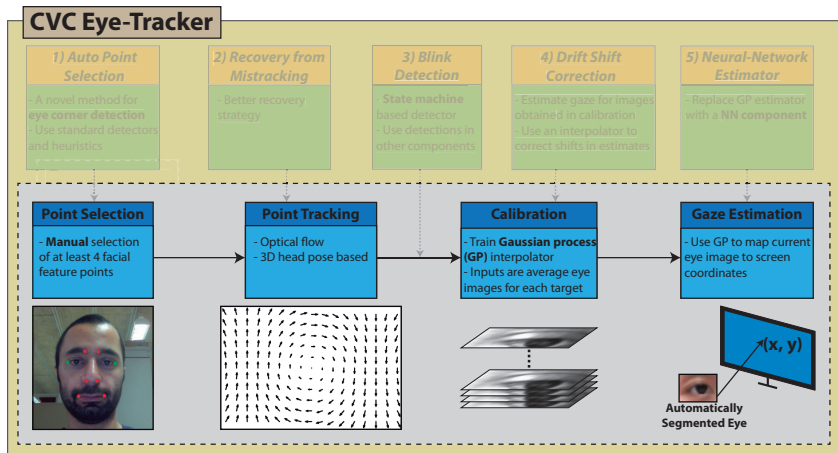 CVC Eye-Tracker
1) Auto Point
Selection
- A novel method for
eye corner detection
- Use standard detectors
and heuristics
2) Recovery from
Mistracking
- Better recovery
strategy
3) Blink
Detection
- State machine
based detector
- Use detections in
other components
4) Drift Shift
Correction
- Estimate gaze for images
obtained in calibration
- Use an interpolator to
correct shifts in estimates
5) Neural-Network
Estimator
- Replace GP estimator
with a NN component
Point Selection
- Manual selection
of at least 4 facial
feature points
Point Tracking
- Optical flow
- 3D head pose based
Calibration
- Train Gaussian process
(GP) interpolator
- Inputs are average eye
images for each target
Gaze Estimation
- Use GP to map current
eye image to screen
coordinates
(x, y)
Automatically
Segmented Eye